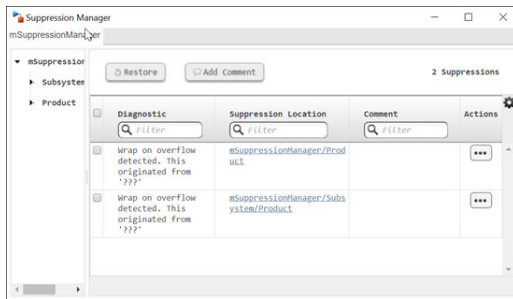 Suppression Manager
mSuppressionManager
mSuppression
Subsystem
Product
Restore
Add Comment
2 Suppressions
Diagnostic
Suppression Location
Comment
Actions
Filter
Filter
Filter
Wrap on overflow
detected. This
originated from
'???'
mSuppressionManager/Prod
uct
Wrap on overflow
detected. This
originated from
'???'
mSuppressionManager/Subs
ystem/Product